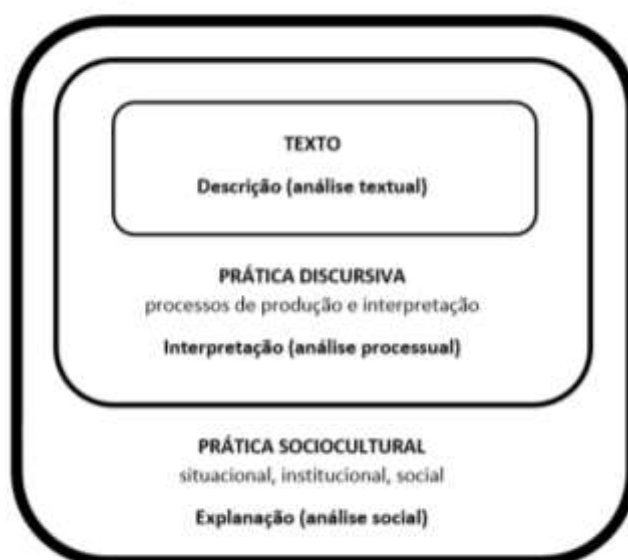 TEXTO
Descrição (análise textual)
PRÁTICA DISCURSIVA
processos de produção e interpretação
Interpretação (análise processual)
PRÁTICA SOCIOCULTURAL
situacional, institucional, social
Explanação (análise social)